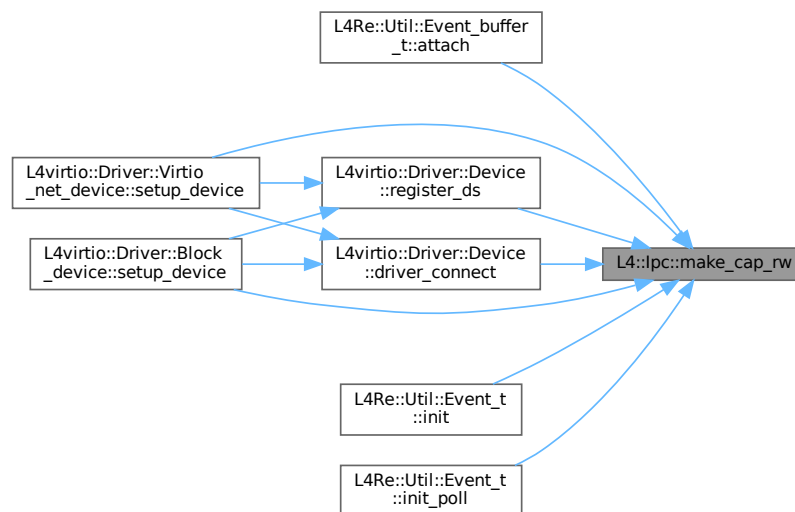 L4Re::Util::Event_buffer
_t::attach
L4virtio::Driver::Virtio
_net_device::setup_device
L4virtio::Driver::Device
::register_ds
L4virtio::Driver::Block
_device::setup_device
L4virtio::Driver::Device
::driver_connect
L4::Ipc::make_cap_rw
L4Re::Util::Event_t
::init
L4Re::Util::Event_t
::init_poll